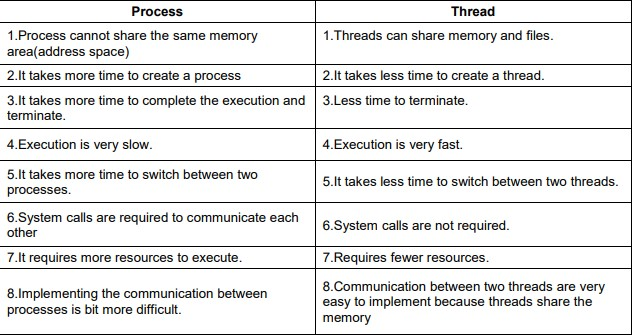 Process
Thread
1.Process cannot share the same memory
area(address space)
1.Threads can share memory and files.
2.It takes more time to create a process
2.It takes less time to create a thread.
3.It takes more time to complete the execution and
terminate.
3.Less time to terminate.
4.Execution is very slow.
4.Execution is very fast.
5.It takes more time to switch between two
processes.
5.It takes less time to switch between two threads.
6.System calls are required to communicate each
other
6.System calls are not required.
7.It requires more resources to execute.
7.Requires fewer resources.
8.Implementing the communication between
processes is bit more difficult.
8.Communication between two threads are very
easy to implement because threads share the
memory